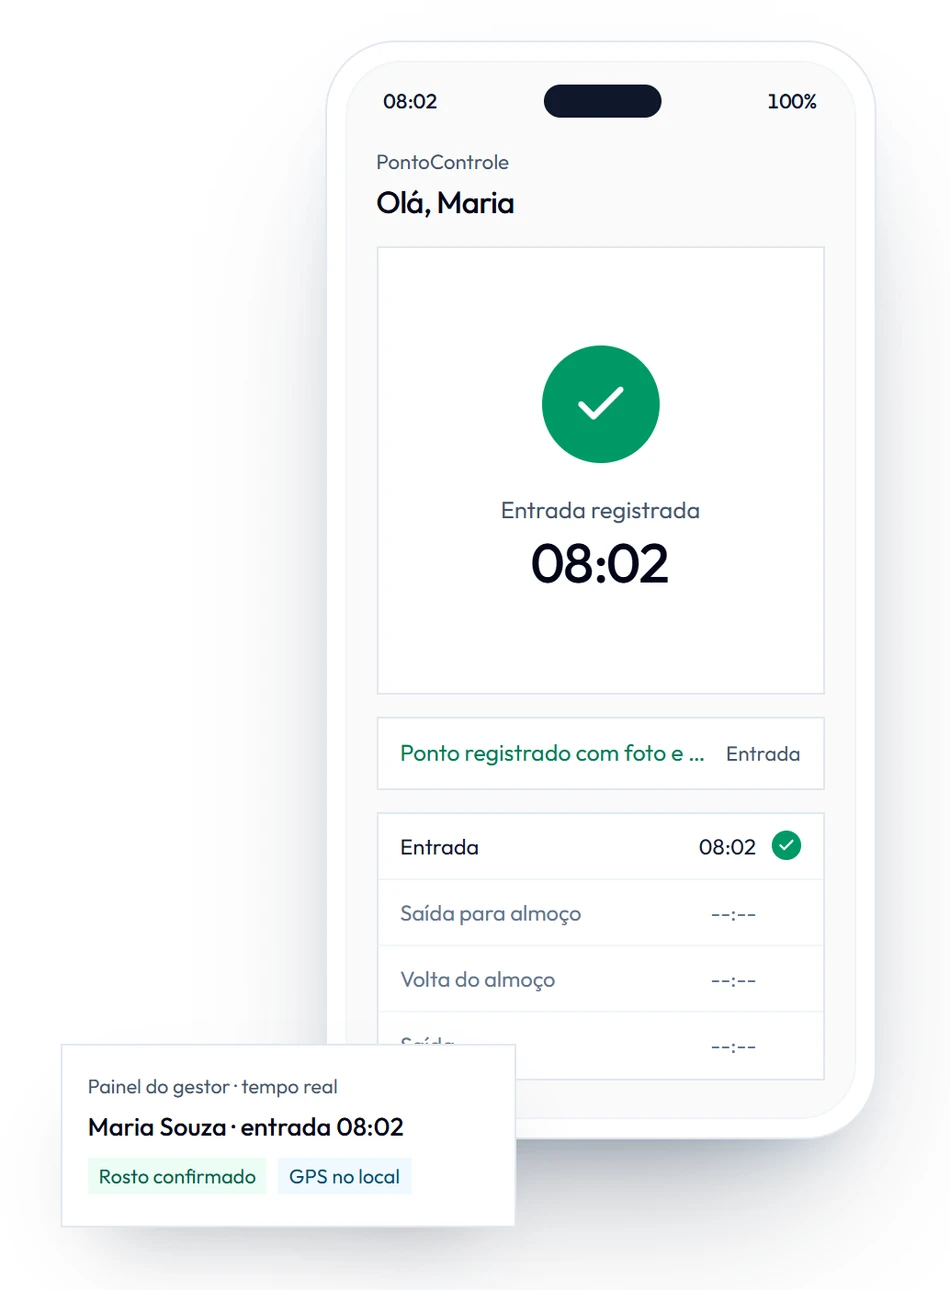 08:02 100%
PontoControle
Olá, Maria
Entrada registrada
08:02
Ponto registrado com foto e ... Entrada
Entrada 08:02
Saída para almoço --:--
Volta do almoço --:--
Saída --:--
Painel do gestor · tempo real
Maria Souza · entrada 08:02
Rosto confirmado GPS no local